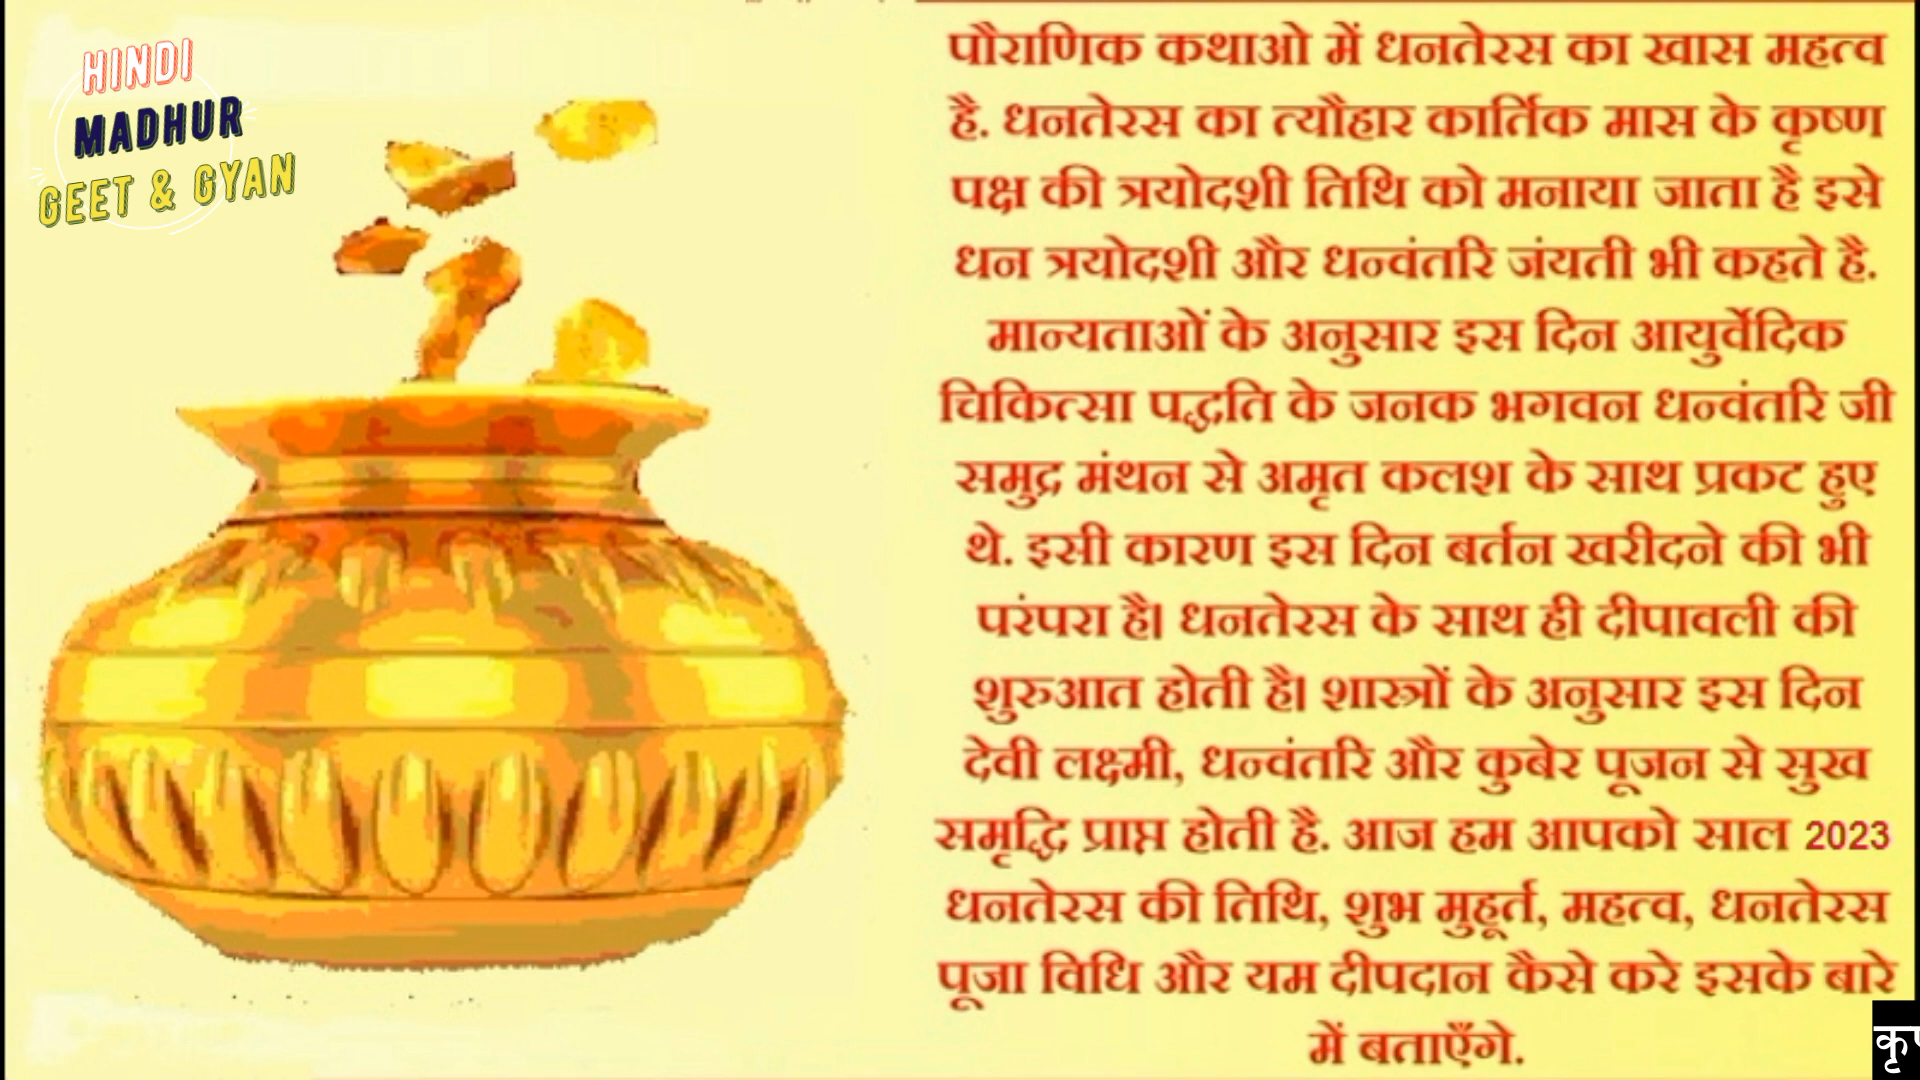 HINDI
MADHUR
GEET & GYAN
पौराणिक कथाओ में धनतेरस का खास महत्व
है. धनतेरस का त्यौहार कार्तिक मास के कृष्ण
पक्ष की त्रयोदशी तिथि को मनाया जाता है इसे
धन त्रयोदशी और धन्वंतरि जंयती भी कहते है.
मान्यताओं के अनुसार इस दिन आयुर्वेदिक
चिकित्सा पद्धति के जनक भगवन धन्वंतरि जी
समुद्र मंथन से अमृत कलश के साथ प्रकट हुए
थे. इसी कारण इस दिन बर्तन खरीदने की भी
परंपरा है। धनतेरस के साथ ही दीपावली की
शुरुआत होती है। शास्त्रों के अनुसार इस दिन
देवी लक्ष्मी, धन्वंतरि और कुबेर पूजन से सुख
समृद्धि प्राप्त होती है. आज हम आपको साल 2023
धनतेरस की तिथि, शुभ मुहूर्त, महत्व, धनतेरस
पूजा विधि और यम दीपदान कैसे करे इसके बारे
में बताएँगे.